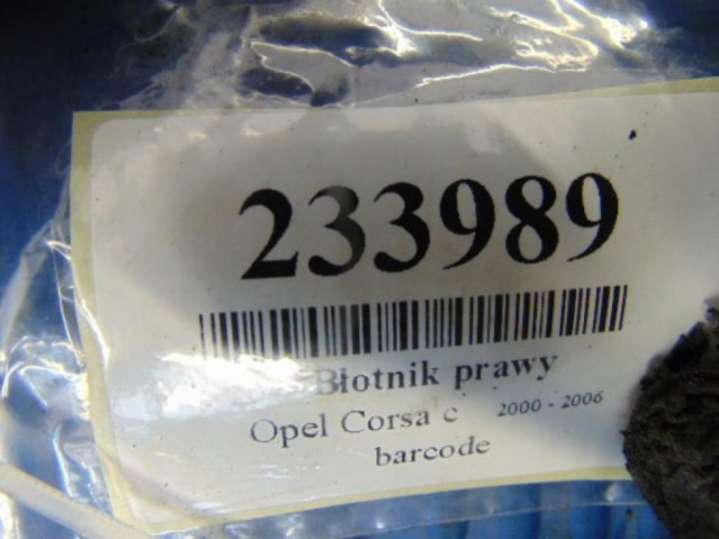 233989
Błotnik prawy
Opel Corsa c 2000 - 2006
barcode